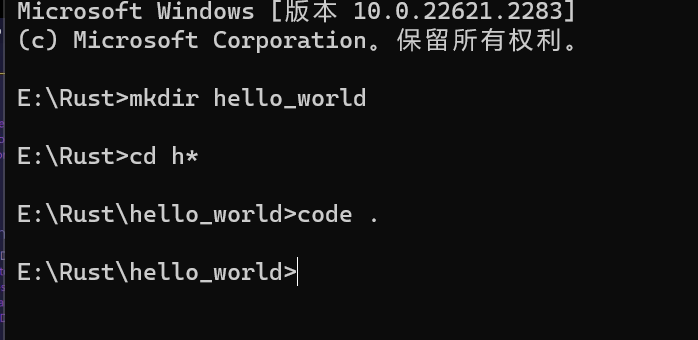 Microsoft Windows [版本 10.0.22621.2283]
(c) Microsoft Corporation。保留所有权利。
E:\Rust>mkdir hello_world
E:\Rust>cd h*
E:\Rust\hello_world>code .
E:\Rust\hello_world>